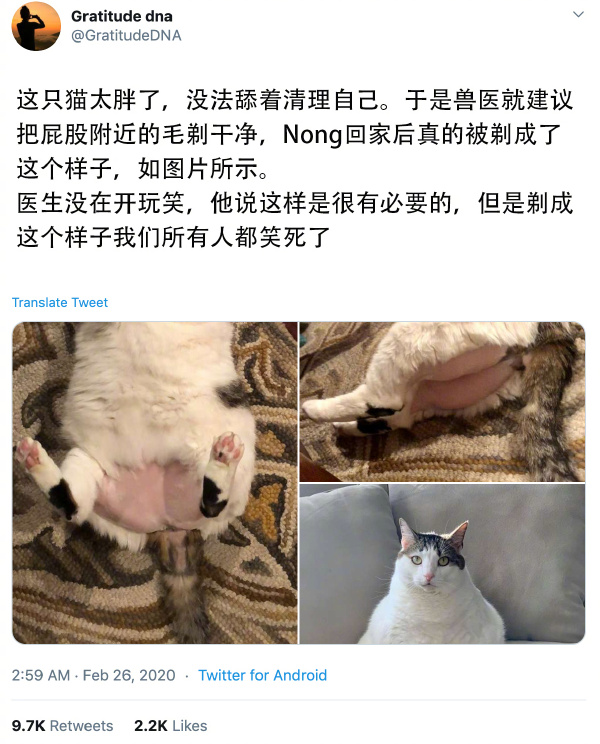 Gratitude dna
@GratitudeDNA
这只猫太胖了，没法舔着清理自己。于是兽医就建议
把屁股附近的毛剃干净，Nong回家后真的被剃成了
这个样子，如图片所示。
医生没在开玩笑，他说这样是很有必要的，但是剃成
这个样子我们所有人都笑死了
Translate Tweet
2:59 AM · Feb 26, 2020 · Twitter for Android
9.7K Retweets 2.2K Likes